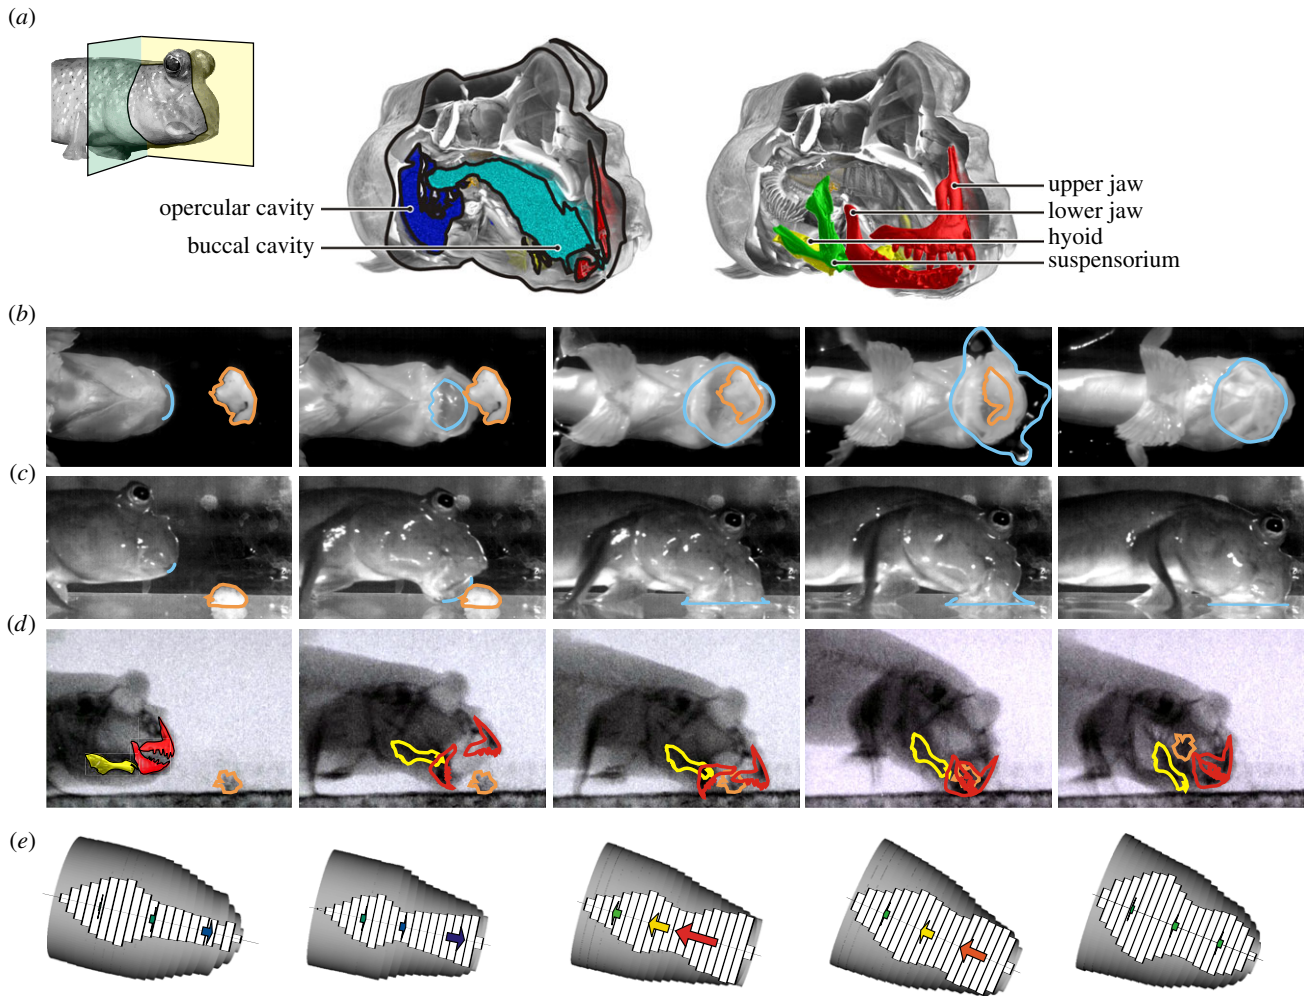 (a)
opercular cavity
buccal cavity
upper jaw
lower jaw
hyoid
suspensorium
(b)
(c)
(d)
(e)